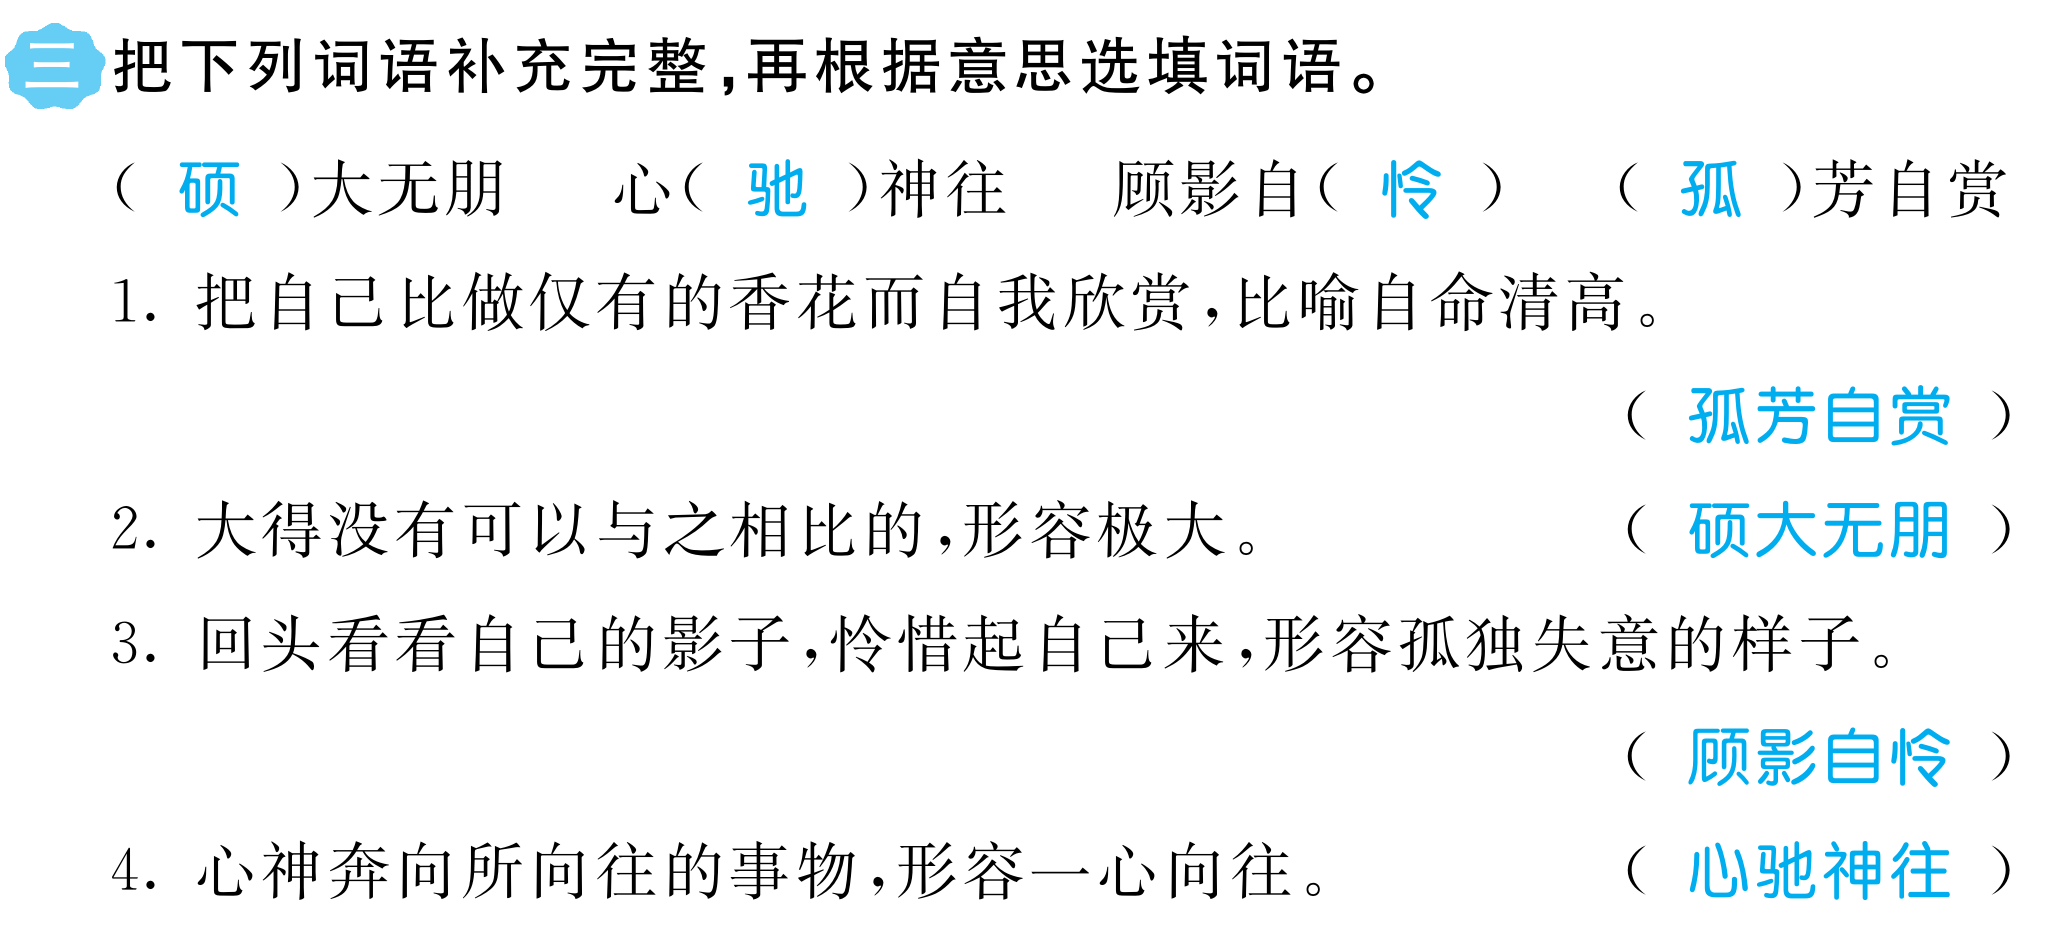 三 把下列词语补充完整,再根据意思选填词语。
( 硕 )大无朋 心( 驰 )神往 顾影自( 怜 ) ( 孤 )芳自赏
1. 把自己比做仅有的香花而自我欣赏,比喻自命清高。
( 孤芳自赏 )
2. 大得没有可以与之相比的,形容极大。 ( 硕大无朋 )
3. 回头看看自己的影子,怜惜起自己来,形容孤独失意的样子。
( 顾影自怜 )
4. 心神奔向所向往的事物,形容一心向往。 ( 心驰神往 )